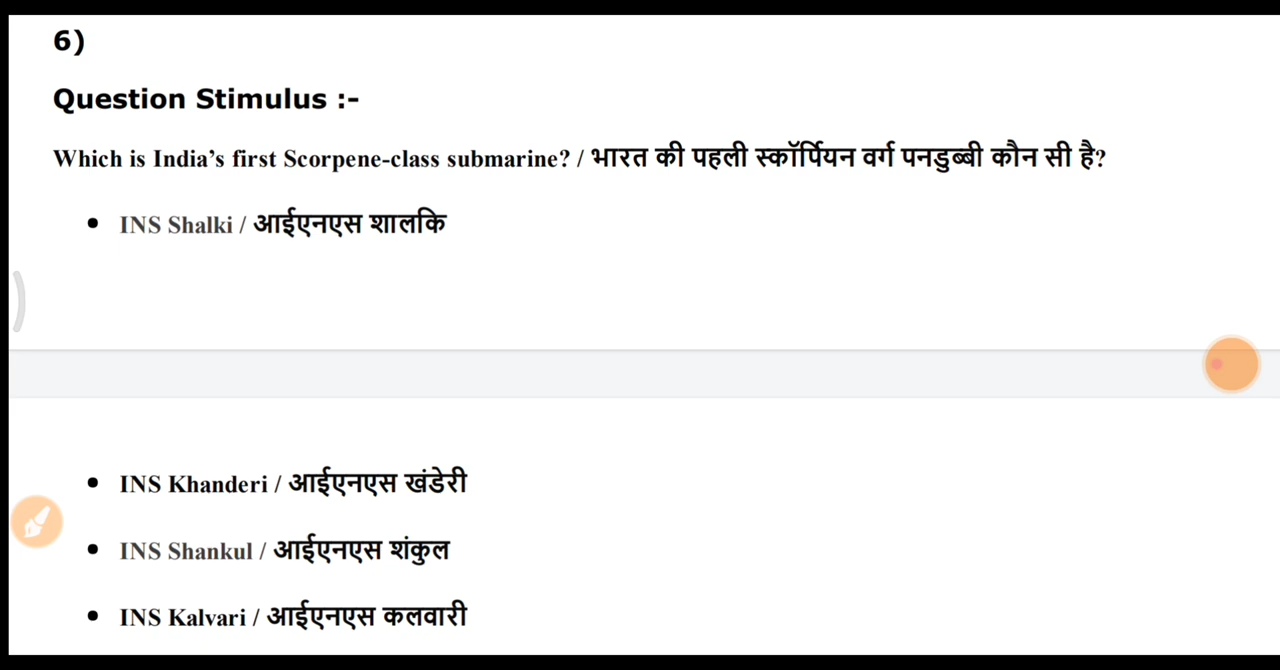 6)
Question Stimulus :-
Which is India’s first Scorpene-class submarine? / भारत की पहली स्कॉर्पियन वर्ग पनडुब्बी कौन सी है?
• INS Shalki / आईएनएस शालकि
• INS Khanderi / आईएनएस खंडेरी
• INS Shankul / आईएनएस शंकुल
• INS Kalvari / आईएनएस कलवारी